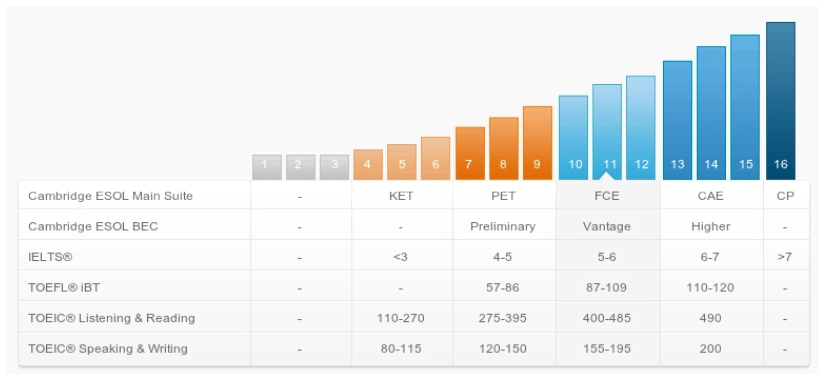 1 2 3 4 5 6 7 8 9 10 11 12 13 14 15 16
Cambridge ESOL Main Suite - KET PET FCE CAE CP
Cambridge ESOL BEC - - Preliminary Vantage Higher -
IELTS® - <3 4-5 5-6 6-7 >7
TOEFL® iBT - - 57-86 87-109 110-120 -
TOEIC® Listening & Reading - 110-270 275-395 400-485 490 -
TOEIC® Speaking & Writing - 80-115 120-150 155-195 200 -